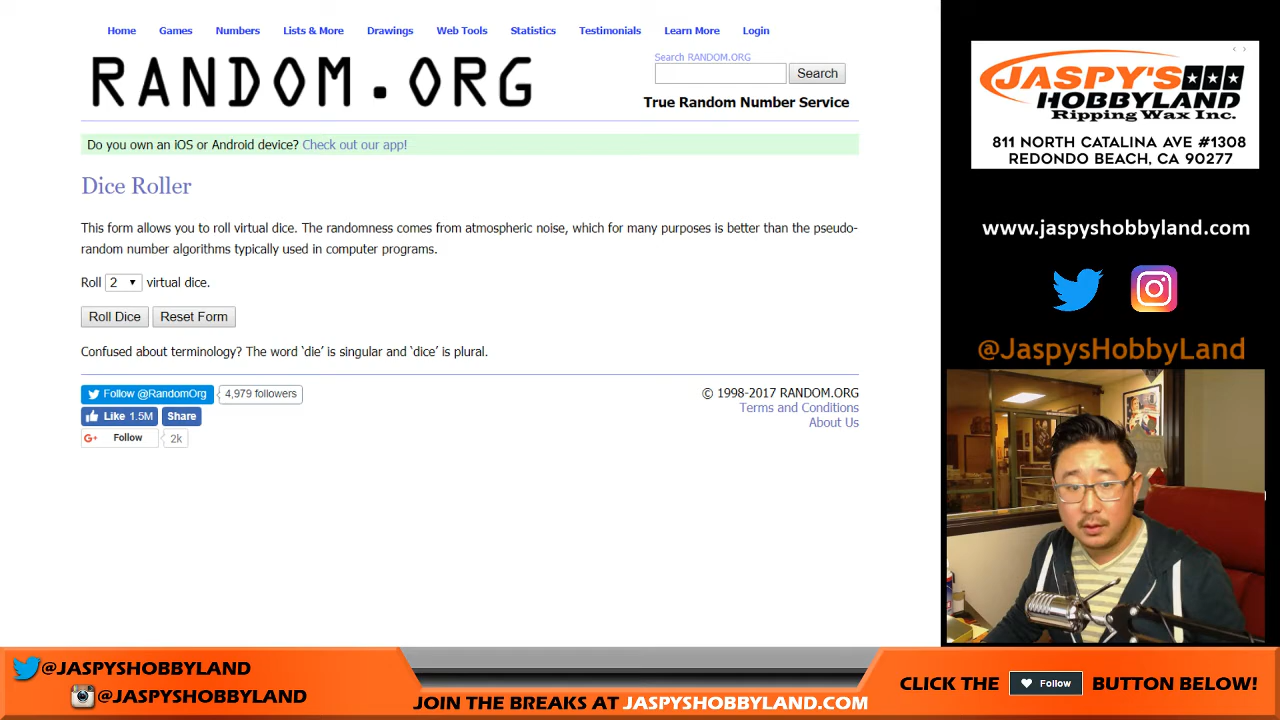 Home Games Numbers Lists & More Drawings Web Tools Statistics Testimonials Learn More Login
RANDOM.ORG
Search RANDOM.ORG
Search
True Random Number Service
Do you own an iOS or Android device? Check out our app!
Dice Roller
This form allows you to roll virtual dice. The randomness comes from atmospheric noise, which for many purposes is better than the pseudo-
random number algorithms typically used in computer programs.
Roll 2 virtual dice.
Roll Dice Reset Form
Confused about terminology? The word ‘die’ is singular and ‘dice’ is plural.
Follow @RandomOrg 4,979 followers
Like 1.5M Share
G+ Follow 2k
© 1998-2017 RANDOM.ORG
Terms and Conditions
About Us
JASPY'S
HOBBYLAND
Ripping Wax Inc.
811 NORTH CATALINA AVE #1308
REDONDO BEACH, CA 90277
www.jaspyshobbyland.com
@JaspysHobbyLand
@JASPYSHOBBYLAND
@JASPYSHOBBYLAND
JOIN THE BREAKS AT JASPYSHOBBYLAND.COM
CLICK THE Follow BUTTON BELOW!